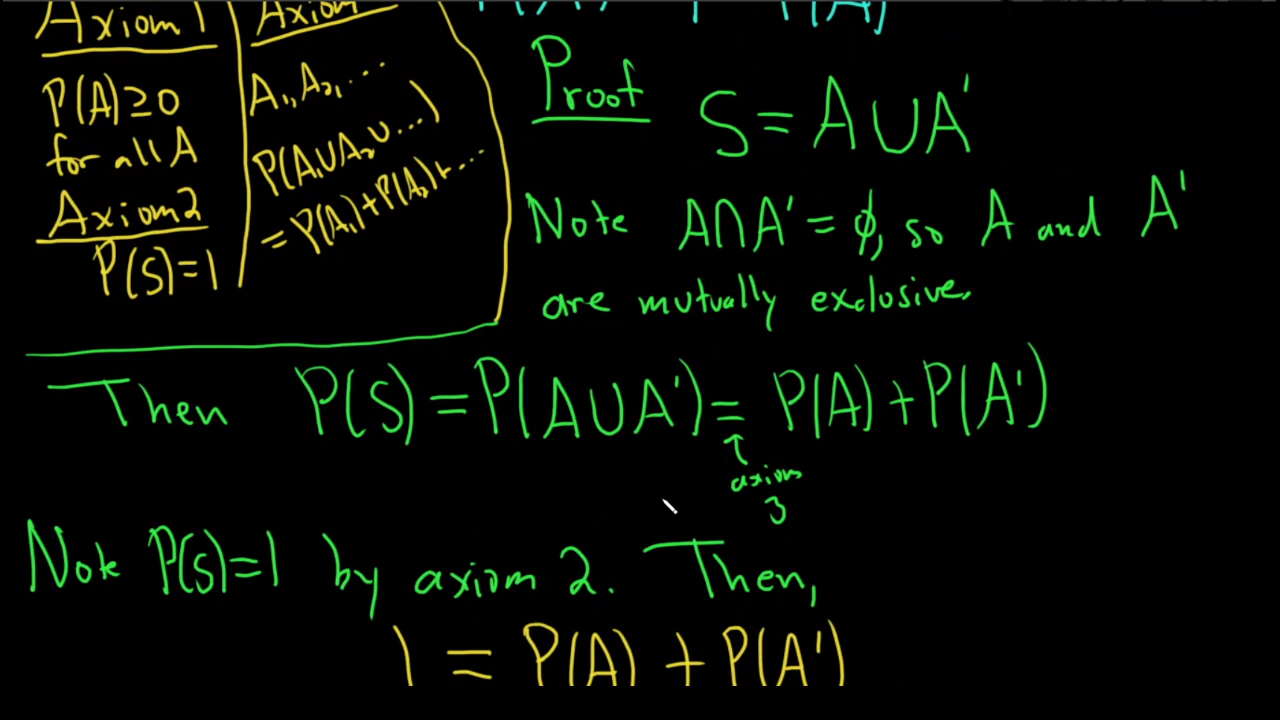 Axiom 1
P(A) ≥ 0
for all A
Axiom 2
P(S) = 1
Axiom
A₁, A₂, ...
P(A₁ ∪ A₂ ∪ ...)
= P(A₁) + P(A₂) + ...
Proof S = A ∪ A'
Note A ∩ A' = ϕ, so A and A'
are mutually exclusive.
Then P(S) = P(A ∪ A') = P(A) + P(A')
↑
axiom
3
Note P(S) = 1 by axiom 2. Then,
1 = P(A) + P(A')